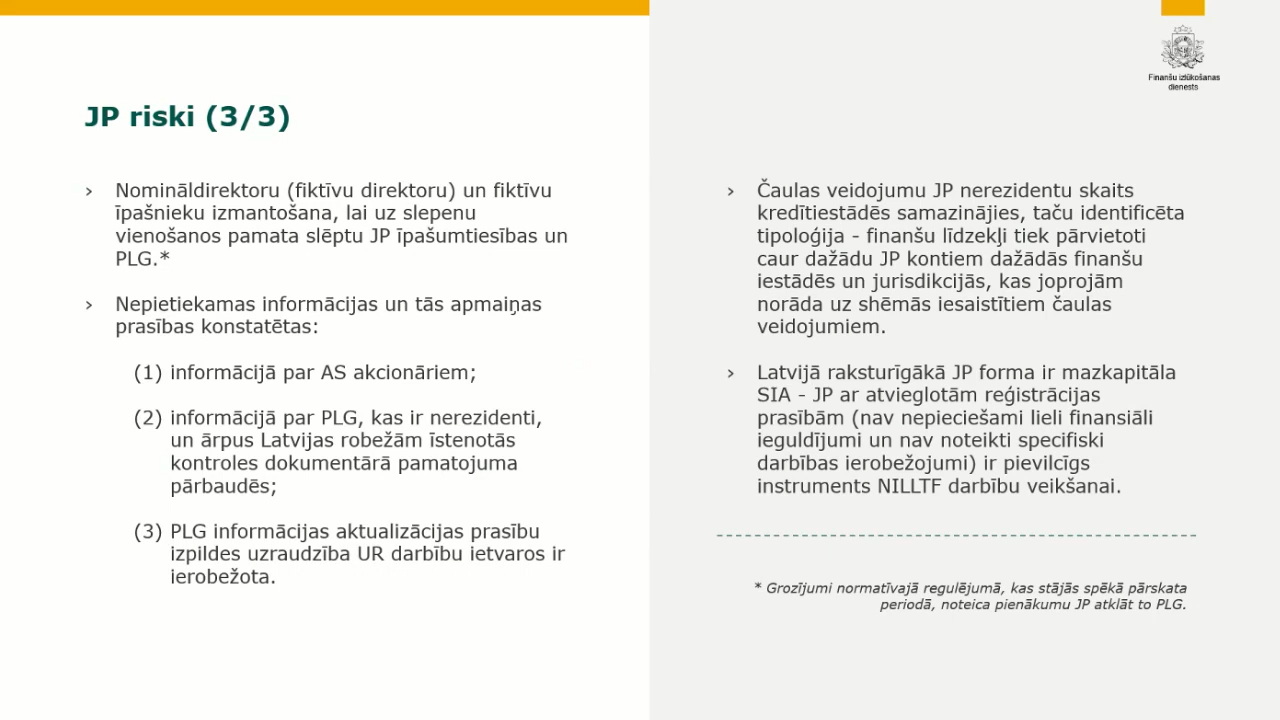 Finanšu izlūkošanas
dienests
JP riski (3/3)
› Nomināldirektoru (fiktīvu direktoru) un fiktīvu
īpašnieku izmantošana, lai uz slepenu
vienošanos pamata slēptu JP īpašumtiesības un
PLG.*
› Nepietiekamas informācijas un tās apmaiņas
prasības konstatētas:
(1) informācijā par AS akcionāriem;
(2) informācijā par PLG, kas ir nerezidenti,
un ārpus Latvijas robežām īstenotās
kontroles dokumentārā pamatojuma
pārbaudēs;
(3) PLG informācijas aktualizācijas prasību
izpildes uzraudzība UR darbību ietvaros ir
ierobežota.
› Čaulas veidojumu JP nerezidentu skaits
kredītiestādēs samazinājies, taču identificēta
tipoloģija - finanšu līdzekļi tiek pārvietoti
caur dažādu JP kontiem dažādās finanšu
iestādēs un jurisdikcijās, kas joprojām
norāda uz shēmās iesaistītiem čaulas
veidojumiem.
› Latvijā raksturīgākā JP forma ir mazkapitāla
SIA - JP ar atvieglotām reģistrācijas
prasībām (nav nepieciešami lieli finansiāli
ieguldījumi un nav noteikti specifiski
darbības ierobežojumi) ir pievilcīgs
instruments NILLTF darbību veikšanai.
* Grozījumi normatīvajā regulējumā, kas stājās spēkā pārskata
periodā, noteica pienākumu JP atklāt to PLG.